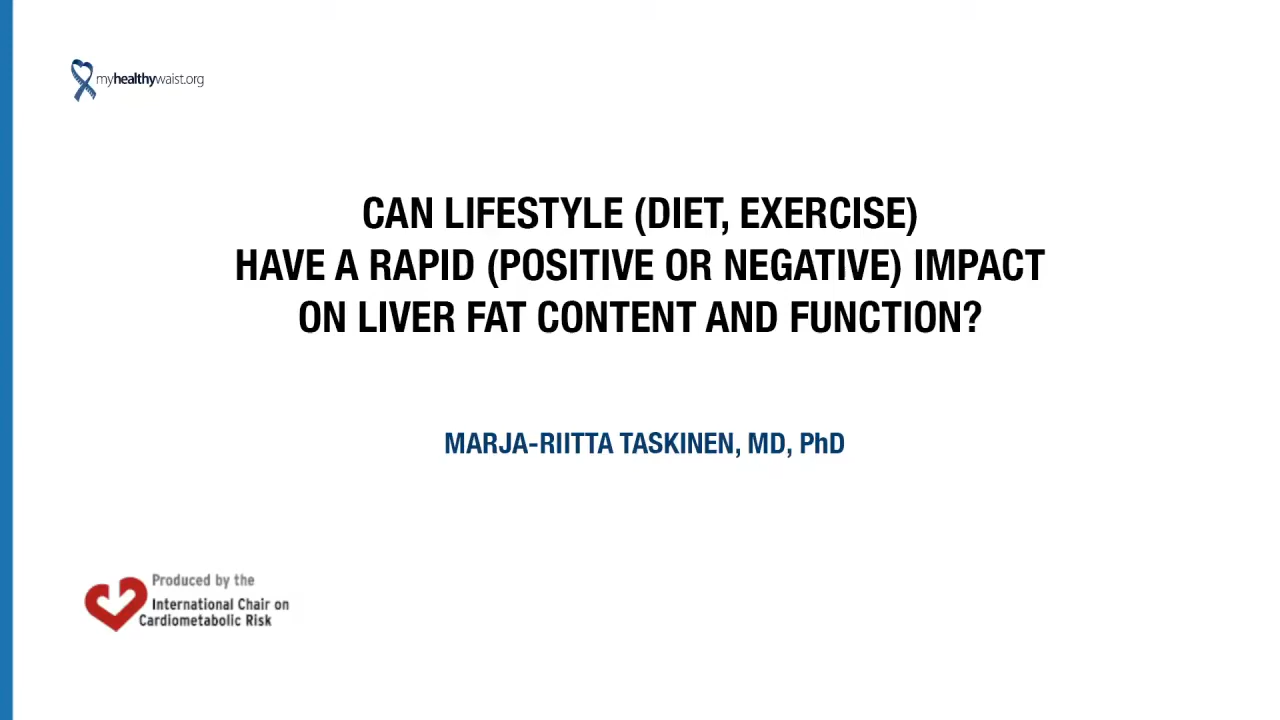 myhealthywaist.org
CAN LIFESTYLE (DIET, EXERCISE)
HAVE A RAPID (POSITIVE OR NEGATIVE) IMPACT
ON LIVER FAT CONTENT AND FUNCTION?
MARJA-RIITTA TASKINEN, MD, PhD
Produced by the
International Chair on
Cardiometabolic Risk